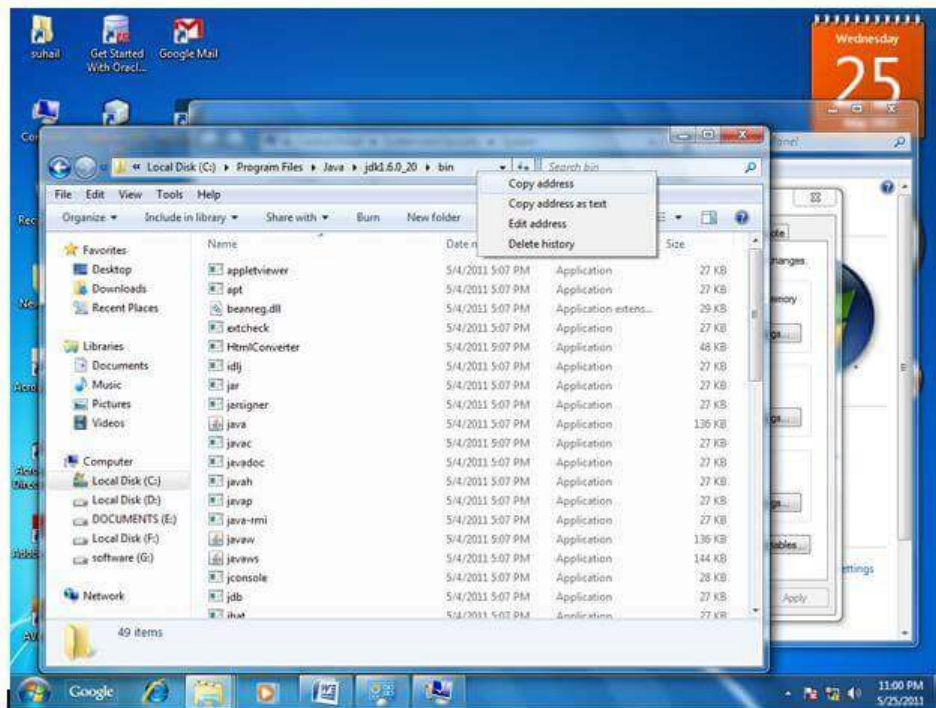 suhail
Get Started
With Oracl...
Google Mail
Wednesday
25
Local Disk (C:) ▸ Program Files ▸ Java ▸ jdk1.6.0_20 ▸ bin
Search bin
File Edit View Tools Help
Copy address
Copy address as text
Edit address
Delete history
Organize
Include in library
Share with
Burn
New folder
Name
Size
Favorites
Desktop
Downloads
Recent Places
Libraries
Documents
Music
Pictures
Videos
Computer
Local Disk (C:)
Local Disk (D:)
DOCUMENTS (E:)
Local Disk (F:)
software (G:)
Network
appletviewer 5/4/2011 5:07 PM Application 27 KB
apt 5/4/2011 5:07 PM Application 27 KB
beanreg.dll 5/4/2011 5:07 PM Application extens... 29 KB
extcheck 5/4/2011 5:07 PM Application 27 KB
HtmlConverter 5/4/2011 5:07 PM Application 48 KB
idlj 5/4/2011 5:07 PM Application 27 KB
jar 5/4/2011 5:07 PM Application 27 KB
jarsigner 5/4/2011 5:07 PM Application 27 KB
java 5/4/2011 5:07 PM Application 136 KB
javac 5/4/2011 5:07 PM Application 27 KB
javadoc 5/4/2011 5:07 PM Application 27 KB
javah 5/4/2011 5:07 PM Application 27 KB
javap 5/4/2011 5:07 PM Application 27 KB
java-rmi 5/4/2011 5:07 PM Application 27 KB
javaw 5/4/2011 5:07 PM Application 136 KB
javaws 5/4/2011 5:07 PM Application 144 KB
jconsole 5/4/2011 5:07 PM Application 28 KB
jdb 5/4/2011 5:07 PM Application 27 KB
jhat 5/4/2011 5:07 PM Application 27 KB
49 items
Apply
Google
11:00 PM
5/25/2011